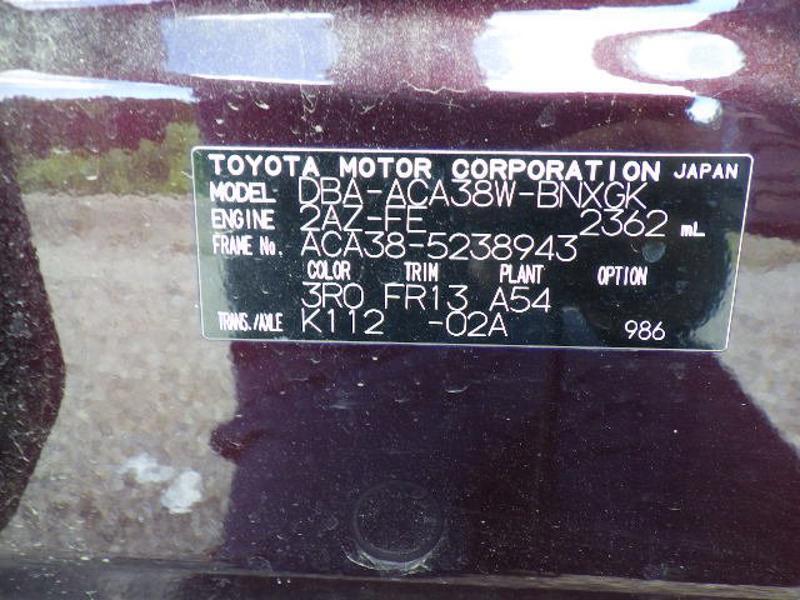 TOYOTA MOTOR CORPORATION JAPAN
MODEL DBA-ACA38W-BNXGK
ENGINE 2AZ-FE 2362 mL
FRAME No. ACA38-5238943
COLOR TRIM PLANT OPTION
3R0 FR13 A54
TRANS./AXLE K112 -02A 986